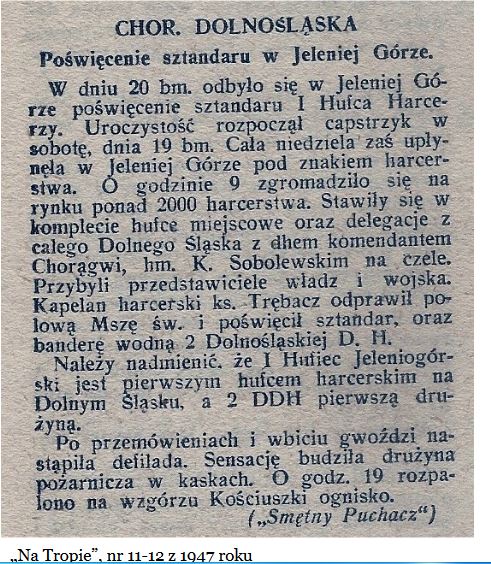 CHOR. DOLNOŚLĄSKA
Poświęcenie sztandaru w Jeleniej Górze.
W dniu 20 bm. odbyło się w Jeleniej Gó-
rze poświęcenie sztandaru I Hufca Harce-
rzy. Uroczystość rozpoczął capstrzyk w
sobotę, dnia 19 bm. Cała niedziela zaś upły-
nęła w Jeleniej Górze pod znakiem harcer-
stwa. O godzinie 9 zgromadziło się na
rynku ponad 2000 harcerstwa. Stawiły się w
komplecie hufce miejscowe oraz delegacje z
całego Dolnego Śląska z dhem komendantem
Chorągwi, hm. K. Sobolewskim na czele.
Przybyli przedstawiciele władz i wojska.
Kapelan harcerski ks. Trębacz odprawił po-
lową Mszę św. i poświęcił sztandar, oraz
banderę wodną 2 Dolnośląskiej D. H.
Należy nadmienić, że I Hufiec Jeleniogór-
ski jest pierwszym hufcem harcerskim na
Dolnym Śląsku, a 2 DDH pierwszą dru-
żyną.
Po przemówieniach i wbiciu gwoździ na-
stąpiła defilada. Sensację budziła drużyna
pożarnicza w kaskach. O godz. 19 rozpa-
lono na wzgórzu Kościuszki ognisko.
(„Smętny Puchacz")
„Na Tropie”, nr 11-12 z 1947 roku